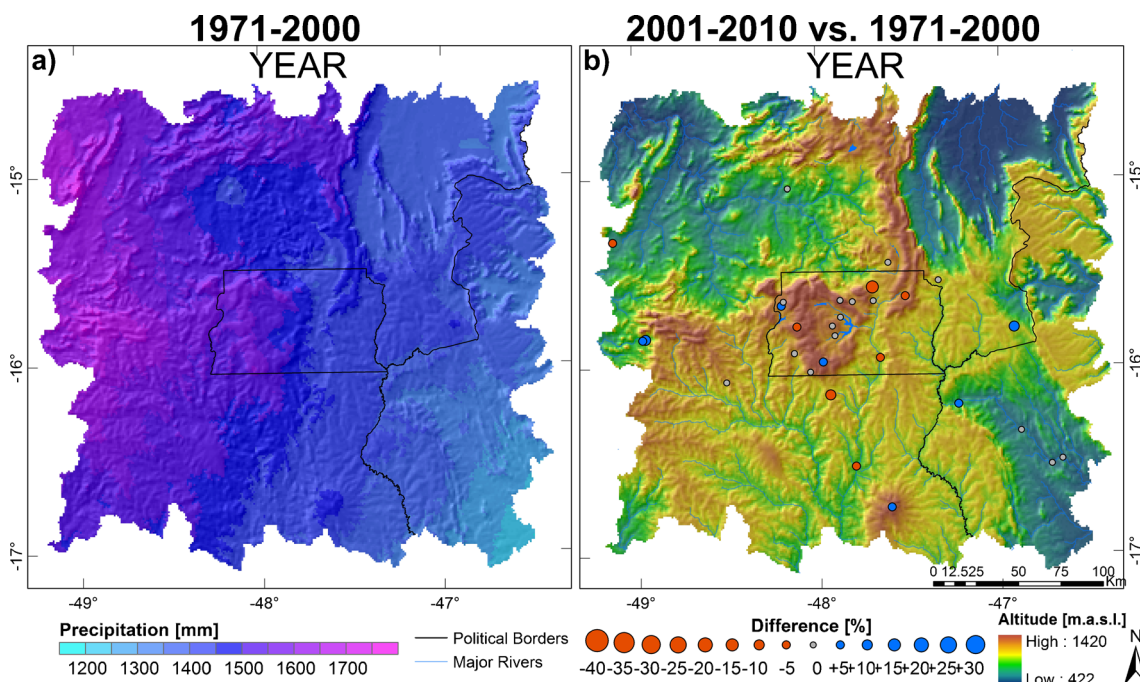 1971-2000
2001-2010 vs. 1971-2000
a)
YEAR
b)
YEAR
-15°
-15°
-15°
-16°
-16°
-16°
-17°
-17°
-17°
0 12.525 50 75 100
Km
-49° -48° -47°
-49° -48° -47°
Precipitation [mm]
1200 1300 1400 1500 1600 1700
Political Borders
Major Rivers
Difference [%]
-40 -35 -30 -25 -20 -15 -10 -5 0 +5 +10 +15 +20 +25 +30
Altitude [m.a.s.l.]
High : 1420
Low : 422
N